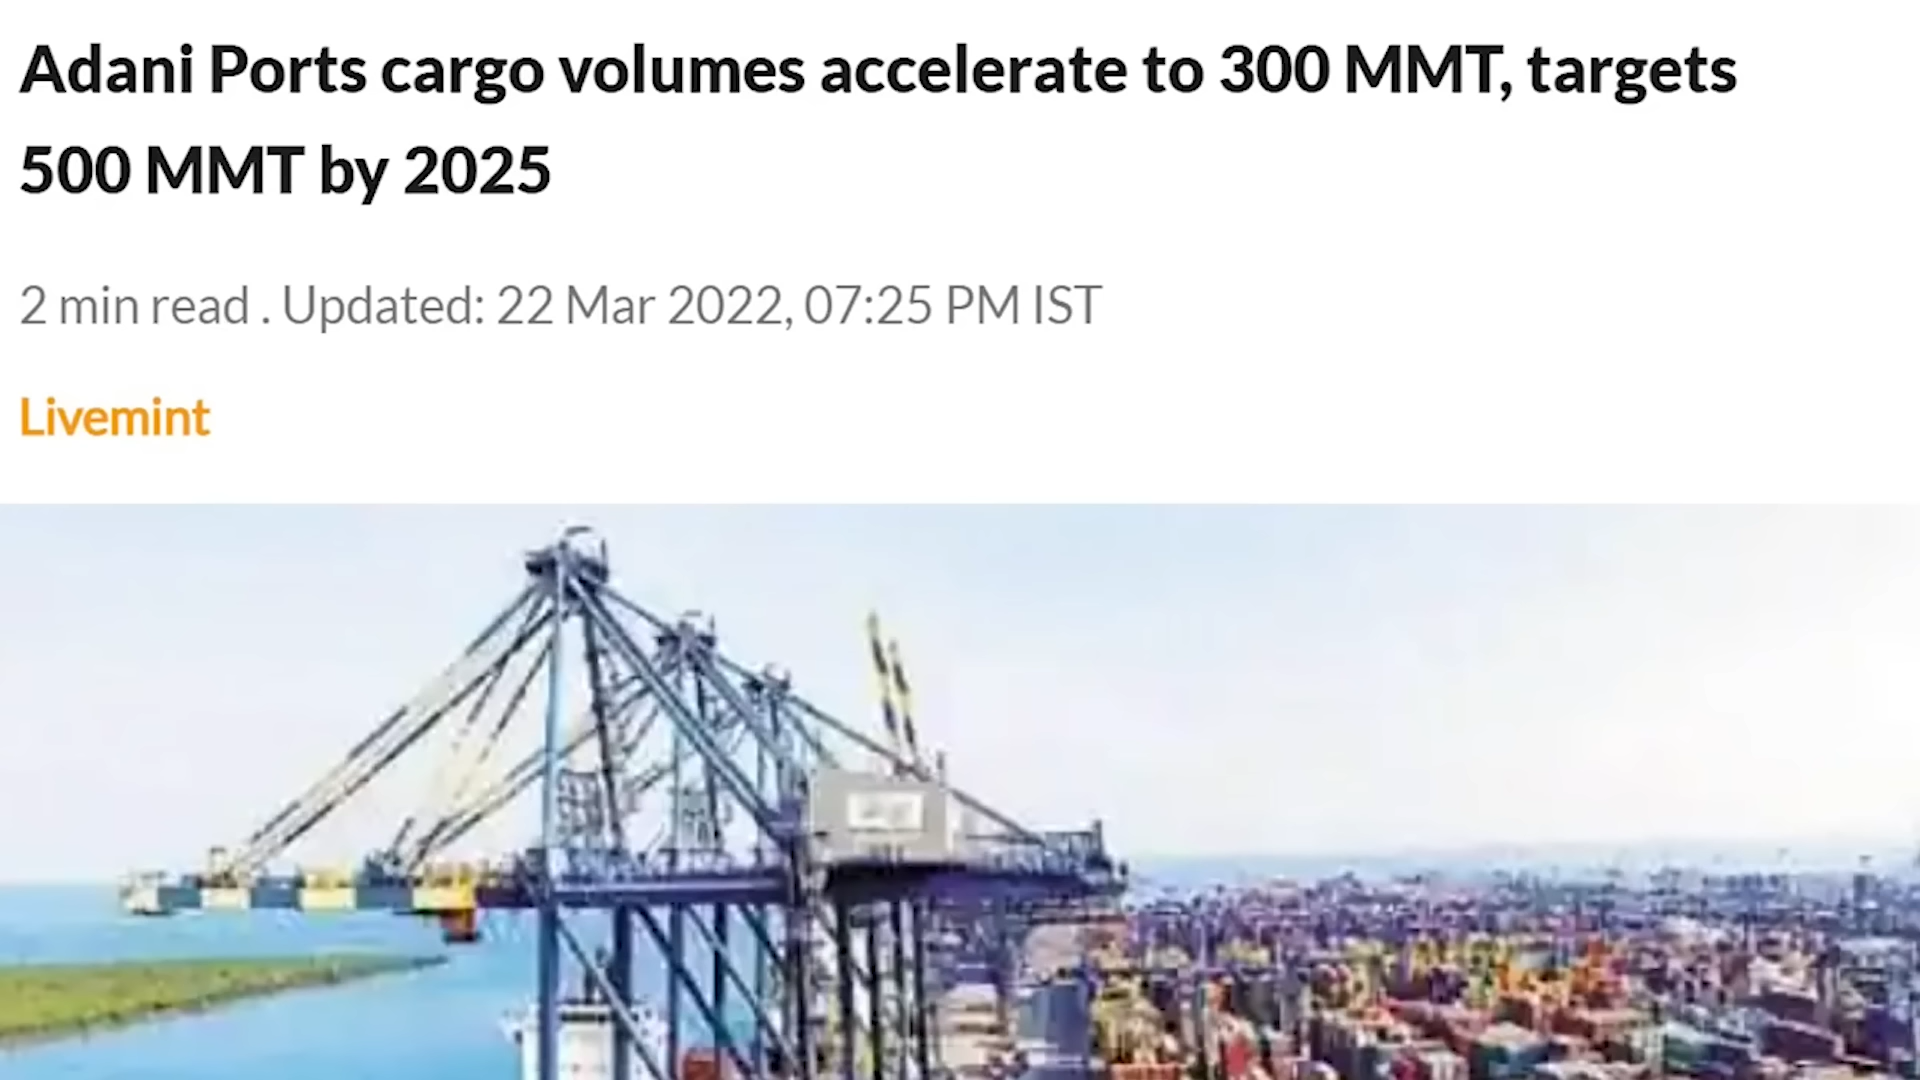 Adani Ports cargo volumes accelerate to 300 MMT, targets
500 MMT by 2025
2 min read . Updated: 22 Mar 2022, 07:25 PM IST
Livemint